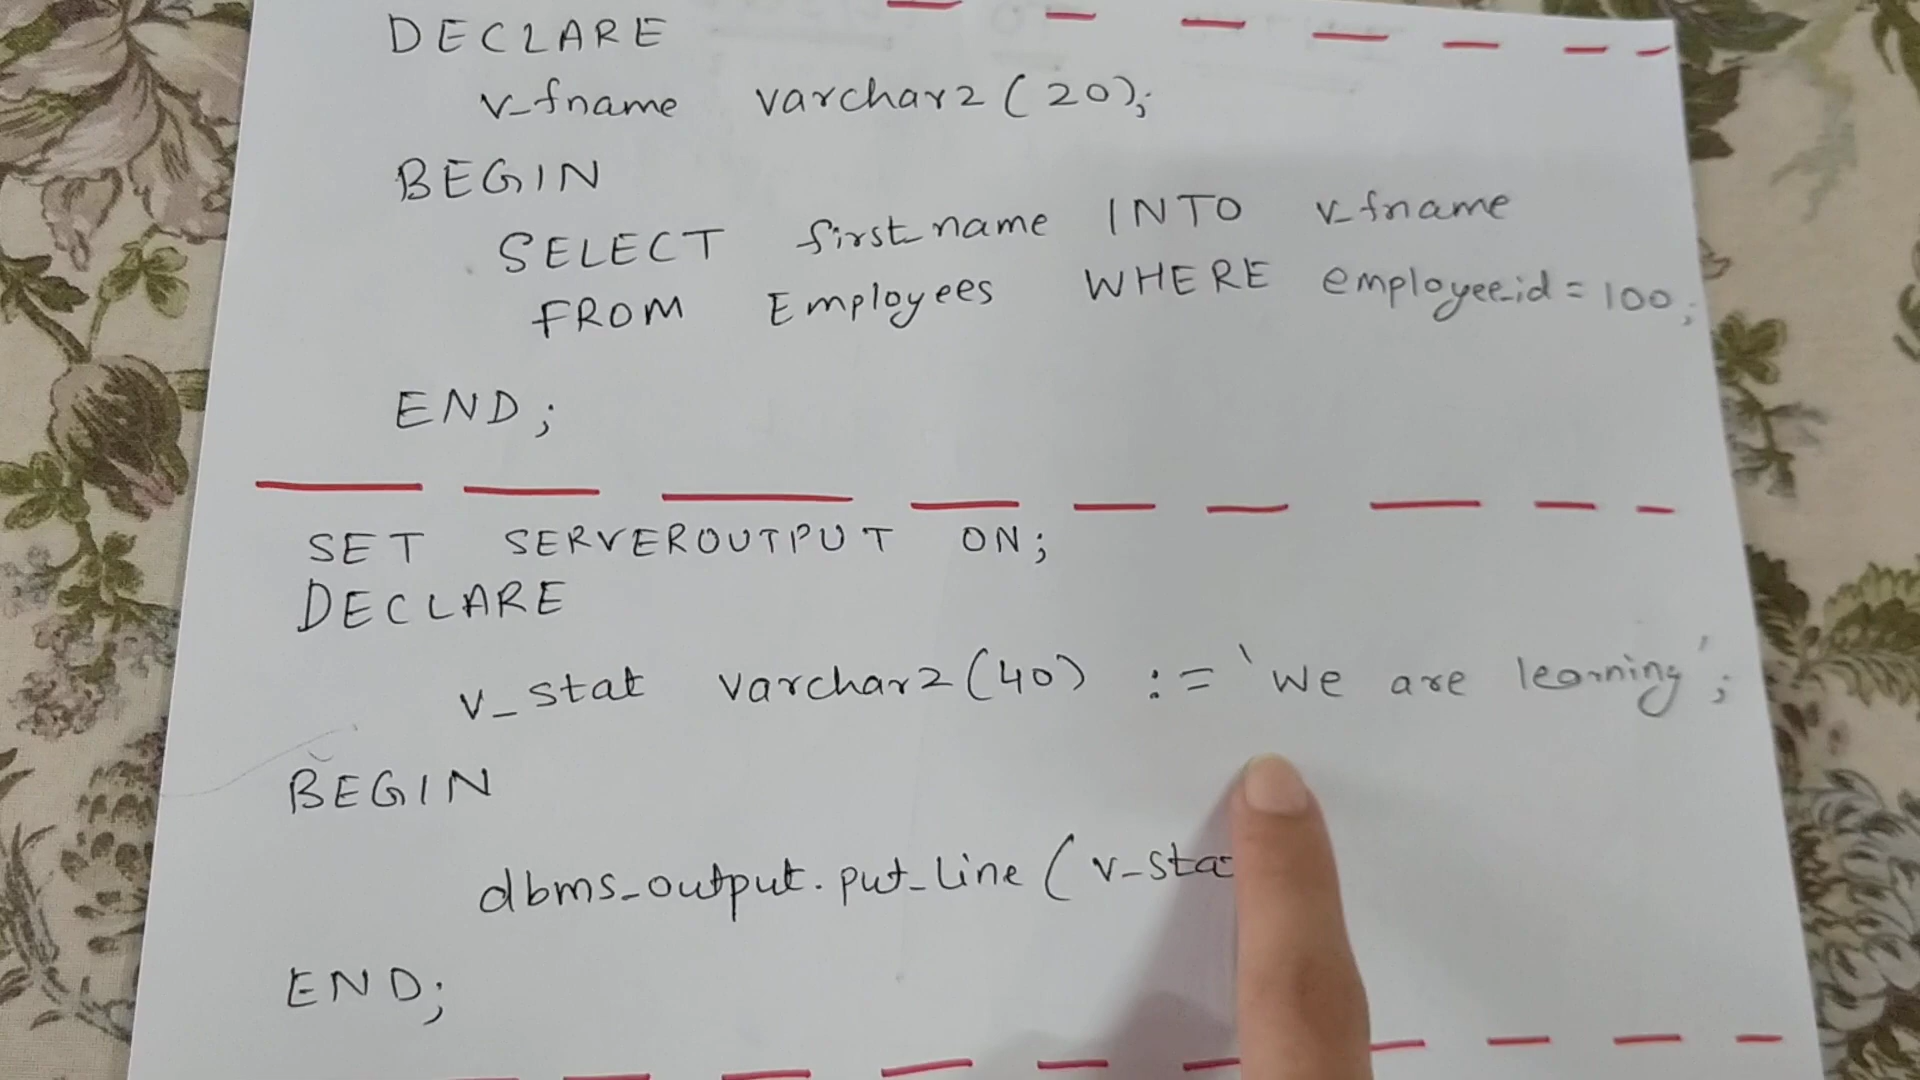 DECLARE
v_fname varchar2(20);
BEGIN
SELECT first_name INTO v_fname
FROM Employees WHERE employee_id = 100;
END;
SET SERVEROUTPUT ON;
DECLARE
v_stat varchar2(40) := 'We are learning';
BEGIN
dbms_output.put_line(
END;